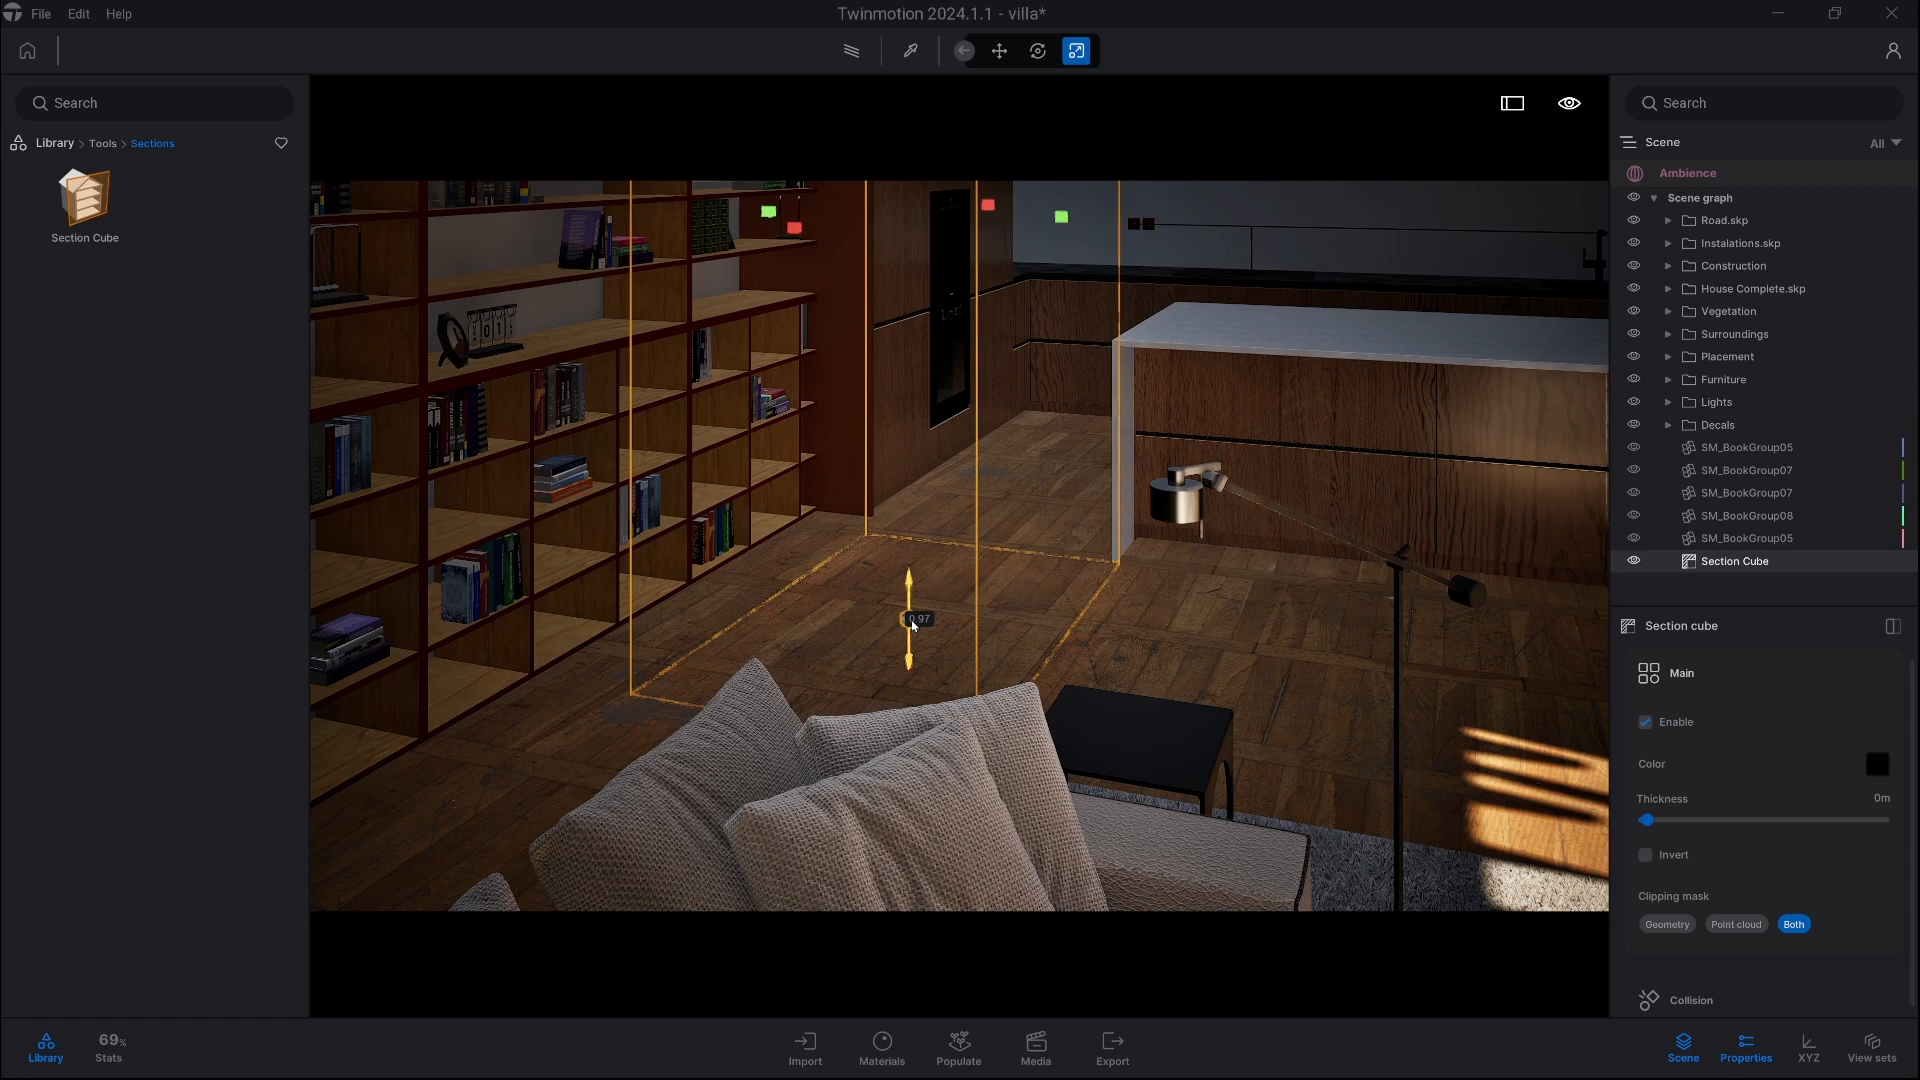 File Edit Help
Twinmotion 2024.1.1 - villa*
Search
Library > Tools > Sections
Section Cube
01
0.97
Search
Scene
All
Ambience
Scene graph
Road.skp
Instalations.skp
Construction
House Complete.skp
Vegetation
Surroundings
Placement
Furniture
Lights
Decals
SM_BookGroup05
SM_BookGroup07
SM_BookGroup07
SM_BookGroup08
SM_BookGroup05
Section Cube
Section cube
Main
Enable
Color
Thickness 0m
Invert
Clipping mask
Geometry Point cloud Both
Collision
Library
69%
Stats
Import
Materials
Populate
Media
Export
Scene
Properties
XYZ
View sets